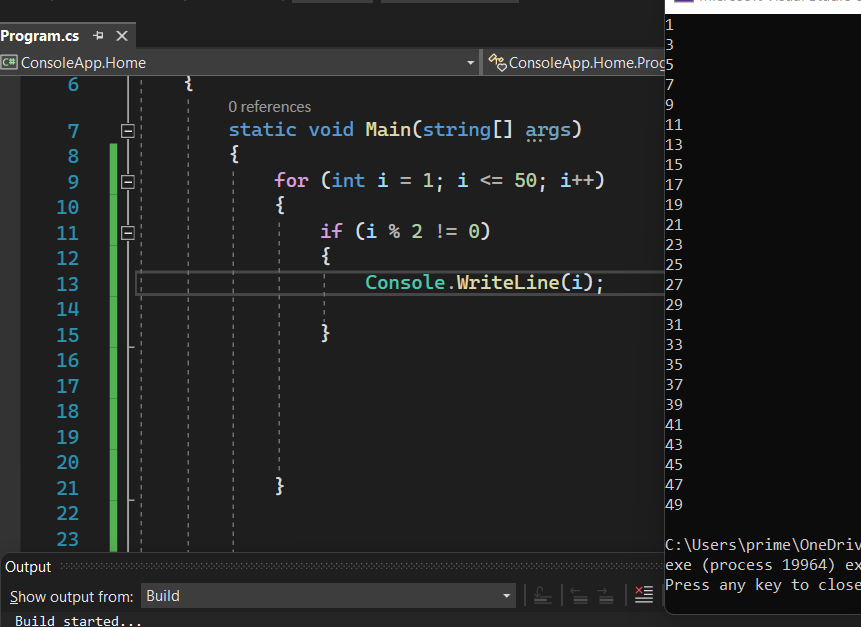 Program.cs
ConsoleApp.Home
ConsoleApp.Home.Prog
6 {
0 references
7 static void Main(string[] args)
8 {
9 for (int i = 1; i <= 50; i++)
10 {
11 if (i % 2 != 0)
12 {
13 Console.WriteLine(i);
14
15 }
16
17
18
19
20
21 }
22
23
Output
Show output from: Build
Build started...
1
3
5
7
9
11
13
15
17
19
21
23
25
27
29
31
33
35
37
39
41
43
45
47
49
C:\Users\prime\OneDriv
exe (process 19964) ex
Press any key to close